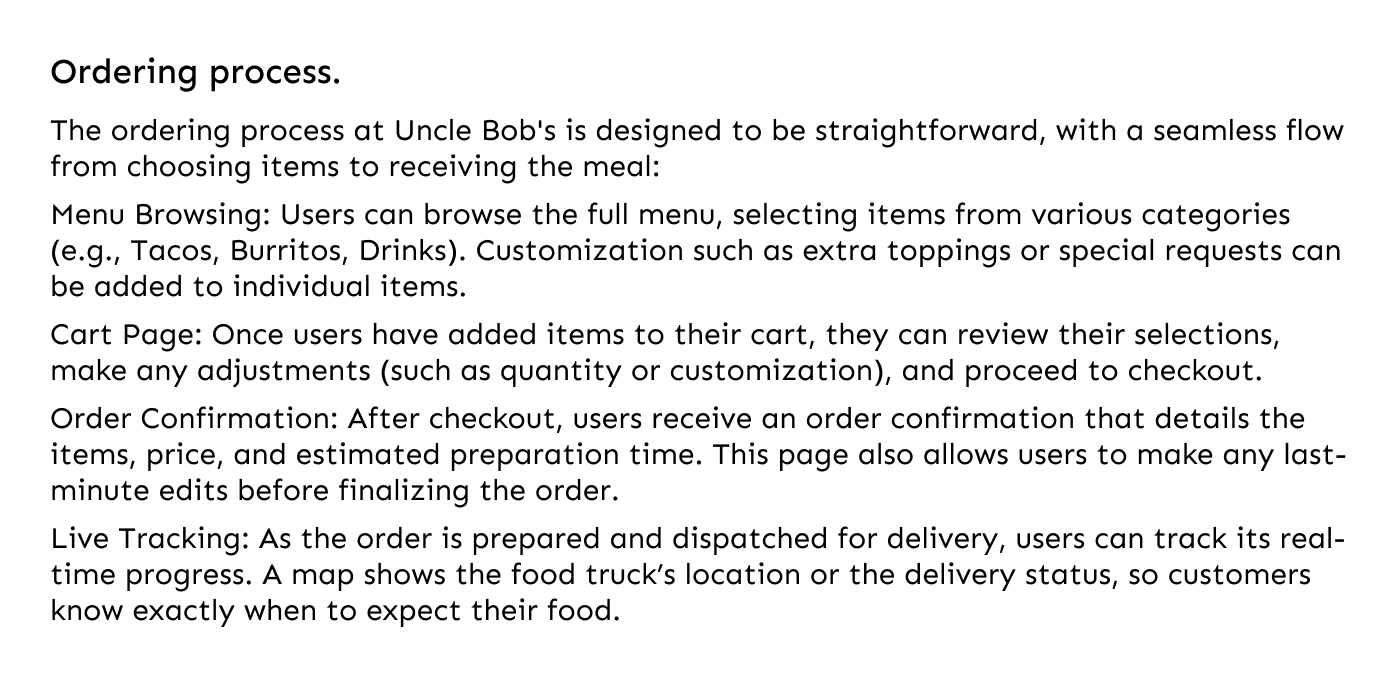 Ordering process.
The ordering process at Uncle Bob's is designed to be straightforward, with a seamless flow
from choosing items to receiving the meal:
Menu Browsing: Users can browse the full menu, selecting items from various categories
(e.g., Tacos, Burritos, Drinks). Customization such as extra toppings or special requests can
be added to individual items.
Cart Page: Once users have added items to their cart, they can review their selections,
make any adjustments (such as quantity or customization), and proceed to checkout.
Order Confirmation: After checkout, users receive an order confirmation that details the
items, price, and estimated preparation time. This page also allows users to make any last-
minute edits before finalizing the order.
Live Tracking: As the order is prepared and dispatched for delivery, users can track its real-
time progress. A map shows the food truck’s location or the delivery status, so customers
know exactly when to expect their food.